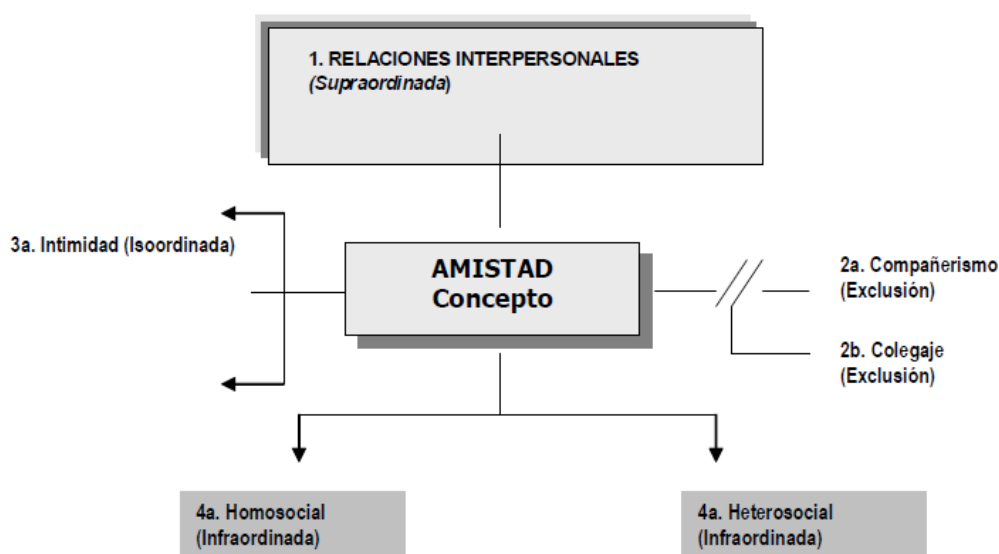 1. RELACIONES INTERPERSONALES
(Supraordinada)
3a. Intimidad (Isoordinada)
AMISTAD
Concepto
2a. Compañerismo
(Exclusión)
2b. Colegaje
(Exclusión)
4a. Homosocial
(Infraordinada)
4a. Heterosocial
(Infraordinada)